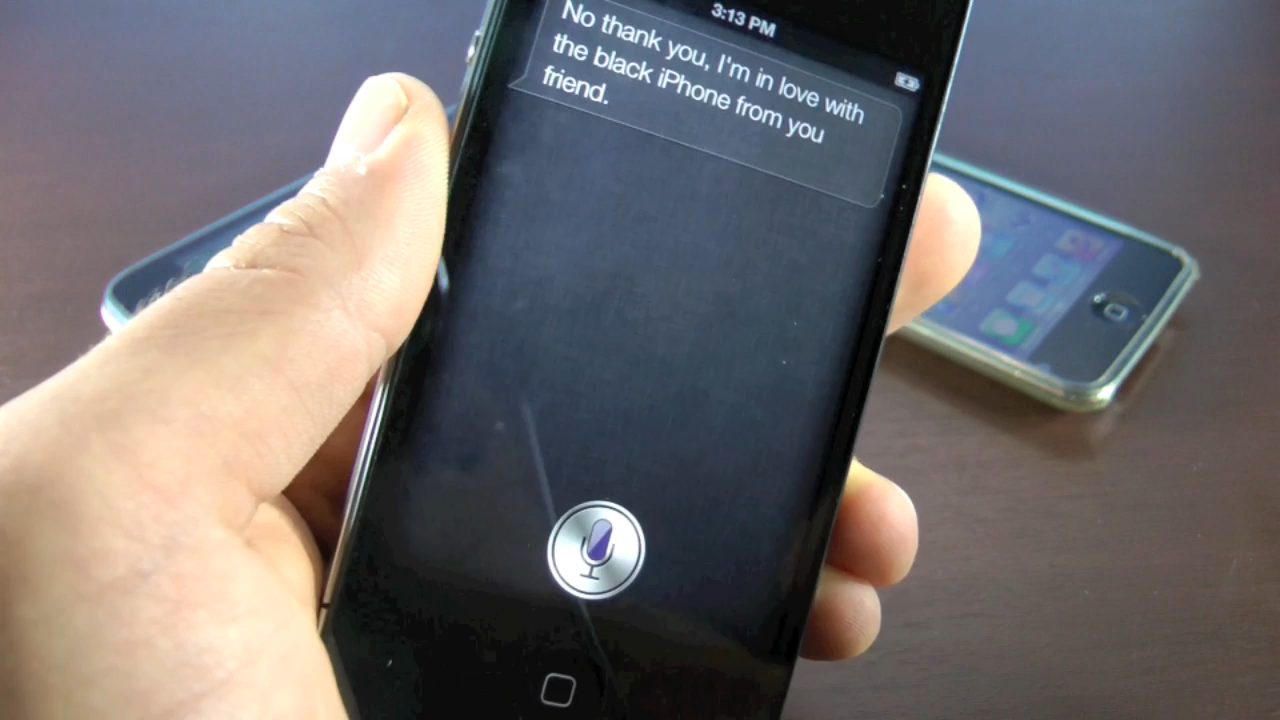 3:13 PM
No thank you, I'm in love with
the black iPhone from you
friend.